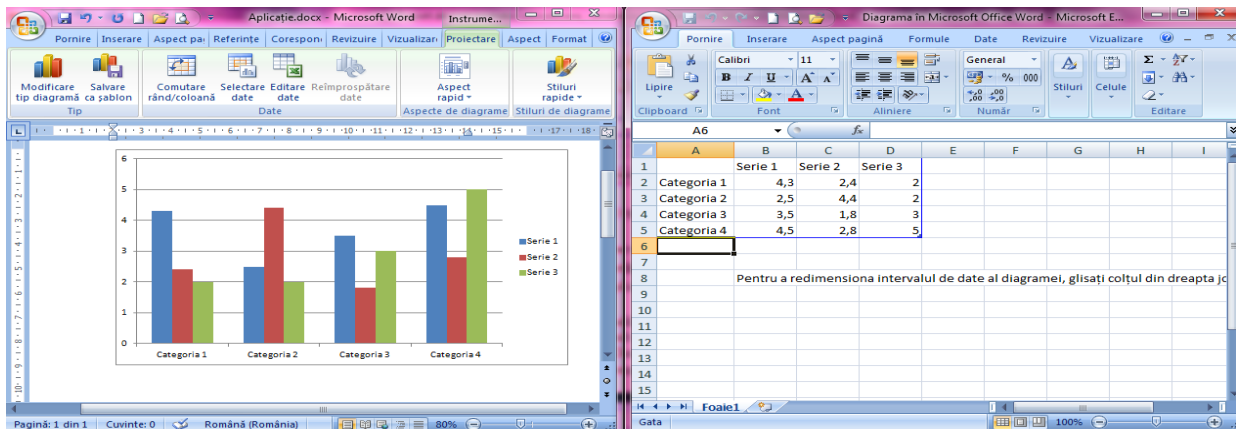 Aplicație.docx - Microsoft Word
Instrume...
Pornire Inserare Aspect pa Referințe Corespon Revizuire Vizualizar Proiectare Aspect Format
Modificare tip diagramă
Salvare ca șablon
Comutare rând/coloană
Selectare date
Editare date
Reîmprospătare date
Aspect rapid
Stiluri rapide
Tip Date Aspecte de diagrame Stiluri de diagrame
6
5
4
3
2
1
0
Categoria 1 Categoria 2 Categoria 3 Categoria 4
Serie 1
Serie 2
Serie 3
Pagină: 1 din 1 Cuvinte: 0 Română (România) 80%
Diagrama în Microsoft Office Word - Microsoft E...
Pornire Inserare Aspect pagină Formule Date Revizuire Vizualizare
Lipire
Calibri 11
General
B I U A A
% 000
Stiluri
Celule
Clipboard Font Aliniere Număr Editare
A6 fx
A B C D E F G H I
1 Serie 1 Serie 2 Serie 3
2 Categoria 1 4,3 2,4 2
3 Categoria 2 2,5 4,4 2
4 Categoria 3 3,5 1,8 3
5 Categoria 4 4,5 2,8 5
6
7
8 Pentru a redimensiona intervalul de date al diagramei, glisați colțul din dreapta jo
9
10
11
12
13
14
15
Foaie1
Gata 100%